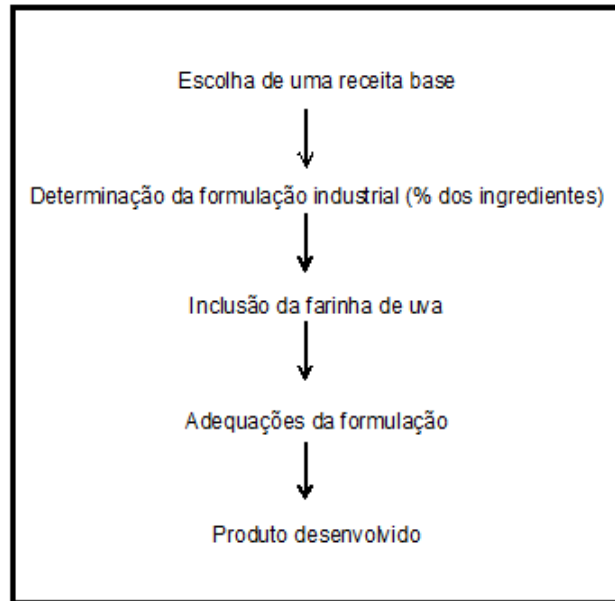 Escolha de uma receita base
Determinação da formulação industrial (% dos ingredientes)
Inclusão da farinha de uva
Adequações da formulação
Produto desenvolvido